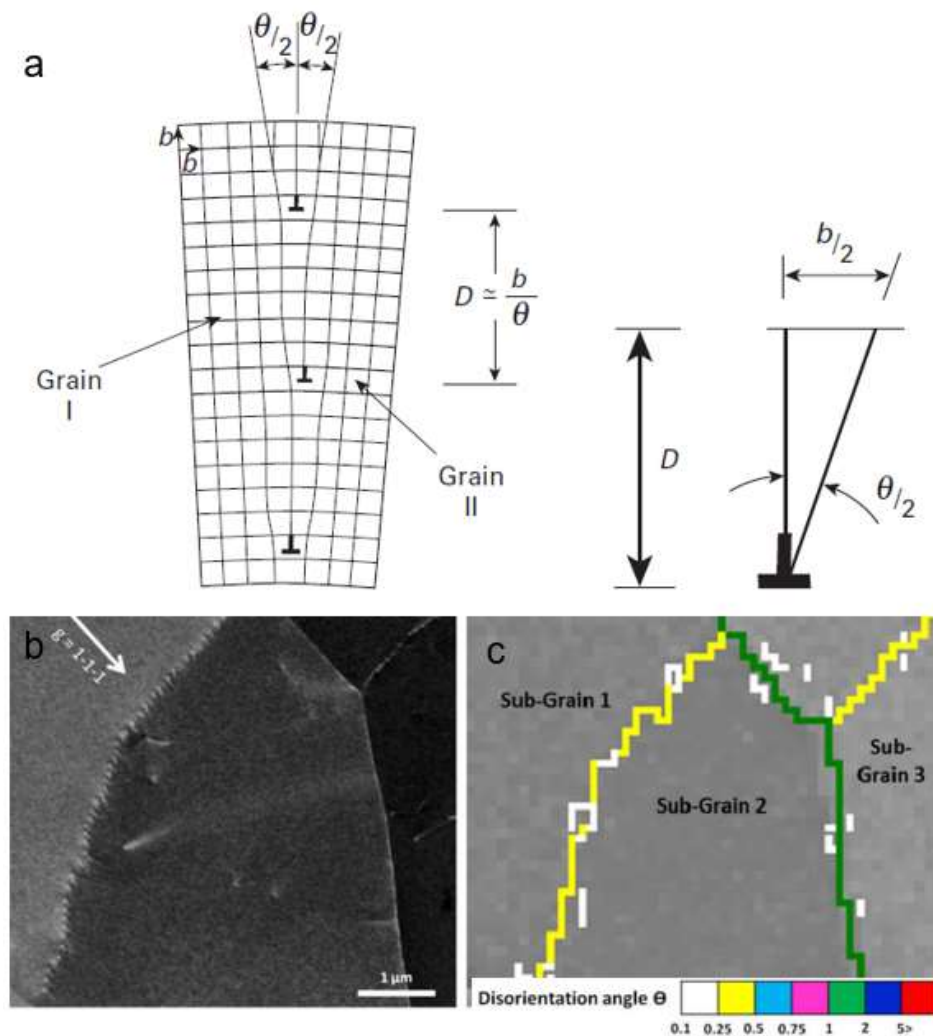 a
θ/2 θ/2
b
b
D ≃ b/θ
Grain
I
Grain
II
b/2
D
θ/2
b
g = 1-1-1
1 μm
c
Sub-Grain 1
Sub-Grain 2
Sub-
Grain 3
Disorientation angle Θ
0.1 0.25 0.5 0.75 1 2 5>